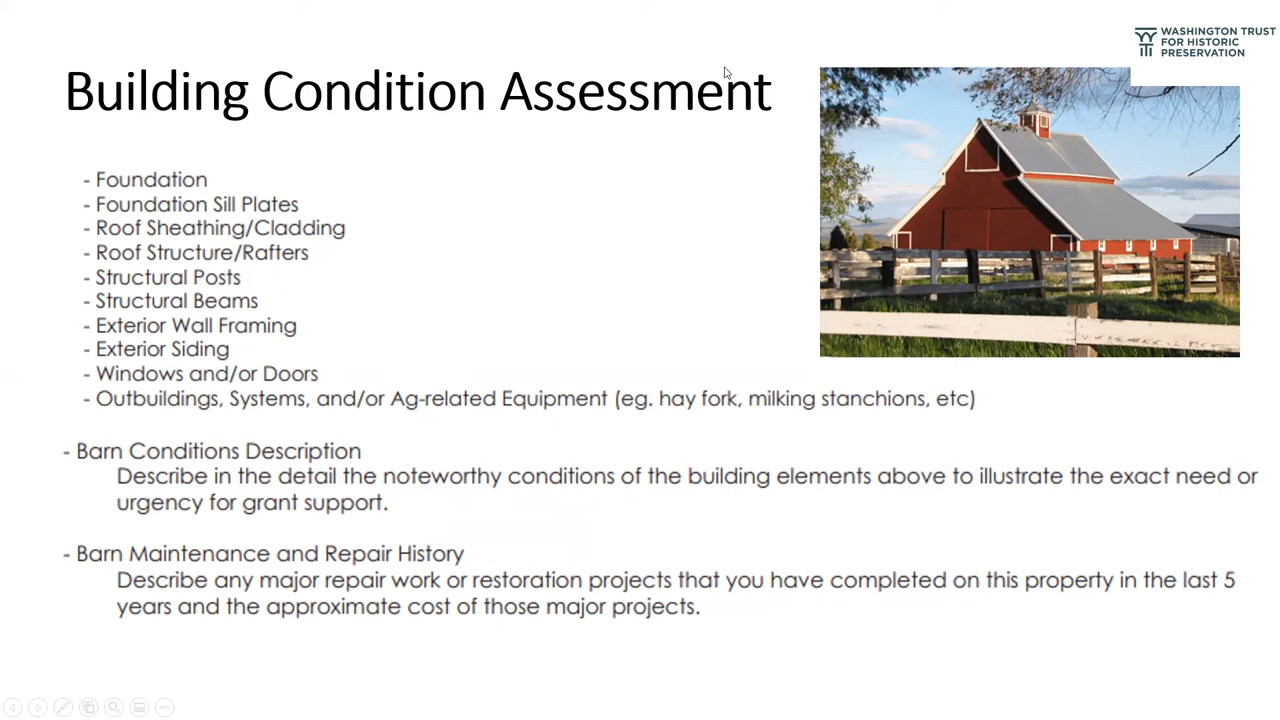 WASHINGTON TRUST
FOR HISTORIC
PRESERVATION
Building Condition Assessment
- Foundation
- Foundation Sill Plates
- Roof Sheathing/Cladding
- Roof Structure/Rafters
- Structural Posts
- Structural Beams
- Exterior Wall Framing
- Exterior Siding
- Windows and/or Doors
- Outbuildings, Systems, and/or Ag-related Equipment (eg. hay fork, milking stanchions, etc)
- Barn Conditions Description
Describe in the detail the noteworthy conditions of the building elements above to illustrate the exact need or
urgency for grant support.
- Barn Maintenance and Repair History
Describe any major repair work or restoration projects that you have completed on this property in the last 5
years and the approximate cost of those major projects.